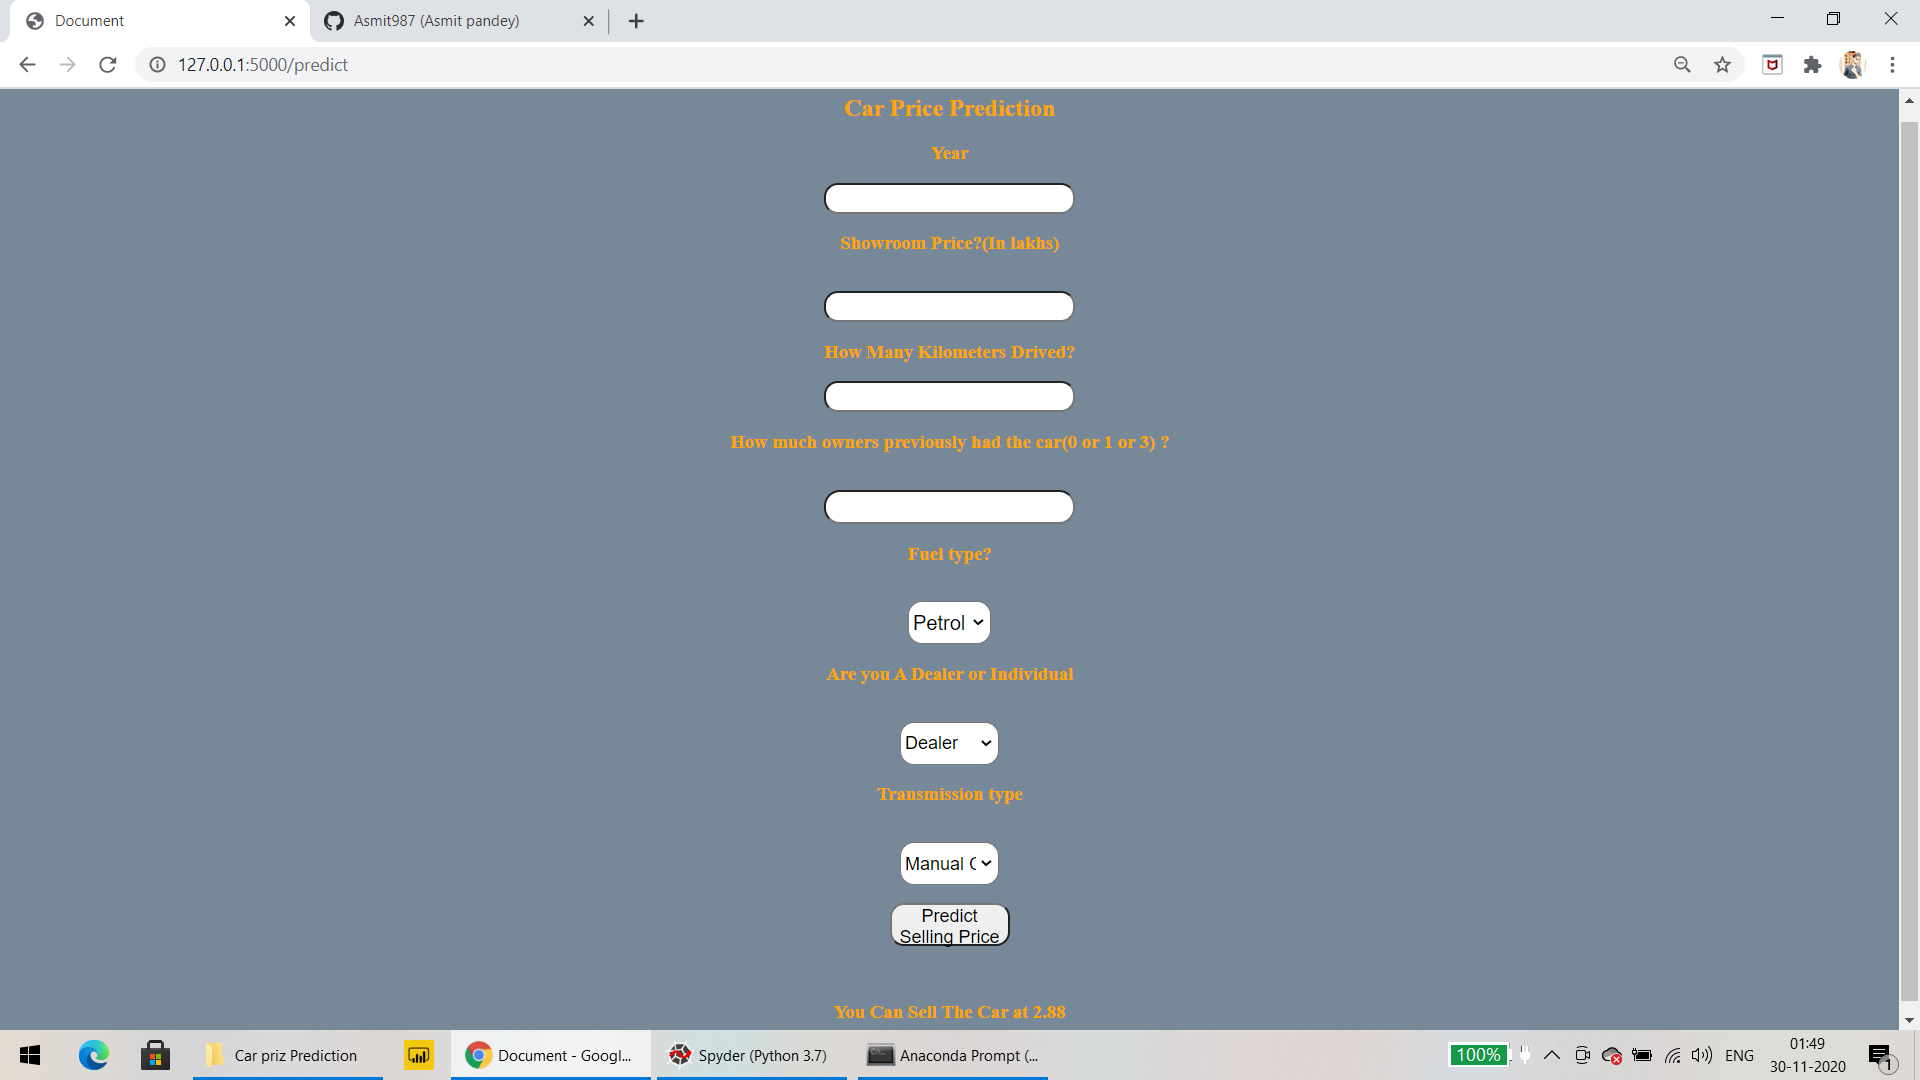 Document
Asmit987 (Asmit pandey)
127.0.0.1:5000/predict
Car Price Prediction
Year
Showroom Price?(In lakhs)
How Many Kilometers Drived?
How much owners previously had the car(0 or 1 or 3) ?
Fuel type?
Petrol
Are you A Dealer or Individual
Dealer
Transmission type
Manual C
Predict
Selling Price
You Can Sell The Car at 2.88
Car priz Prediction
Document - Googl...
Spyder (Python 3.7)
Anaconda Prompt (...
100%
ENG
01:49
30-11-2020
1